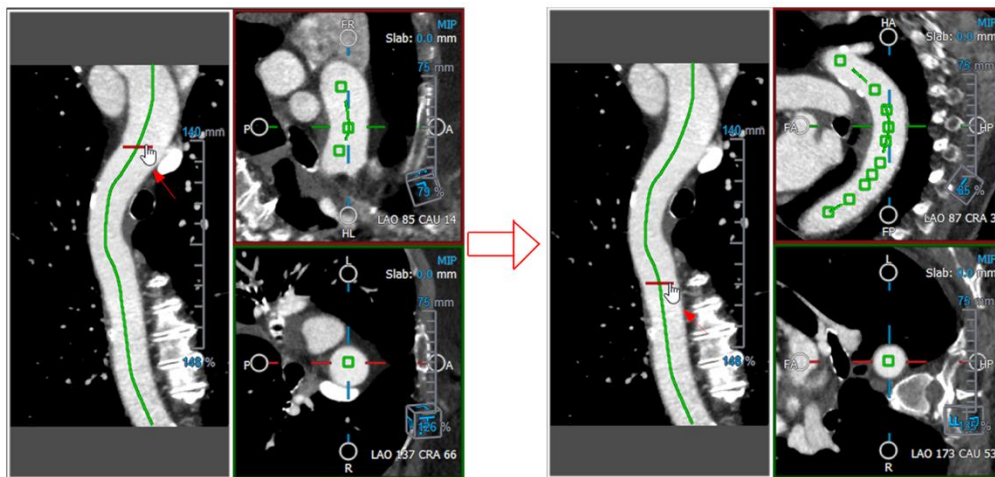 140 mm
148 %
FR
MIP
Slab: 0.0 mm
75 mm
P
A
79 %
LAO 85 CAU 14
HL
L
MIP
Slab: 0.0 mm
75 mm
P
A
126 %
LAO 137 CRA 66
R
140 mm
148 %
HA
MIP
Slab: 0.0 mm
75 mm
FA
HP
85 %
LAO 87 CRA 3
FP
L
MIP
Slab: 0.0 mm
75 mm
FA
HP
LAO 173 CAU 53
R